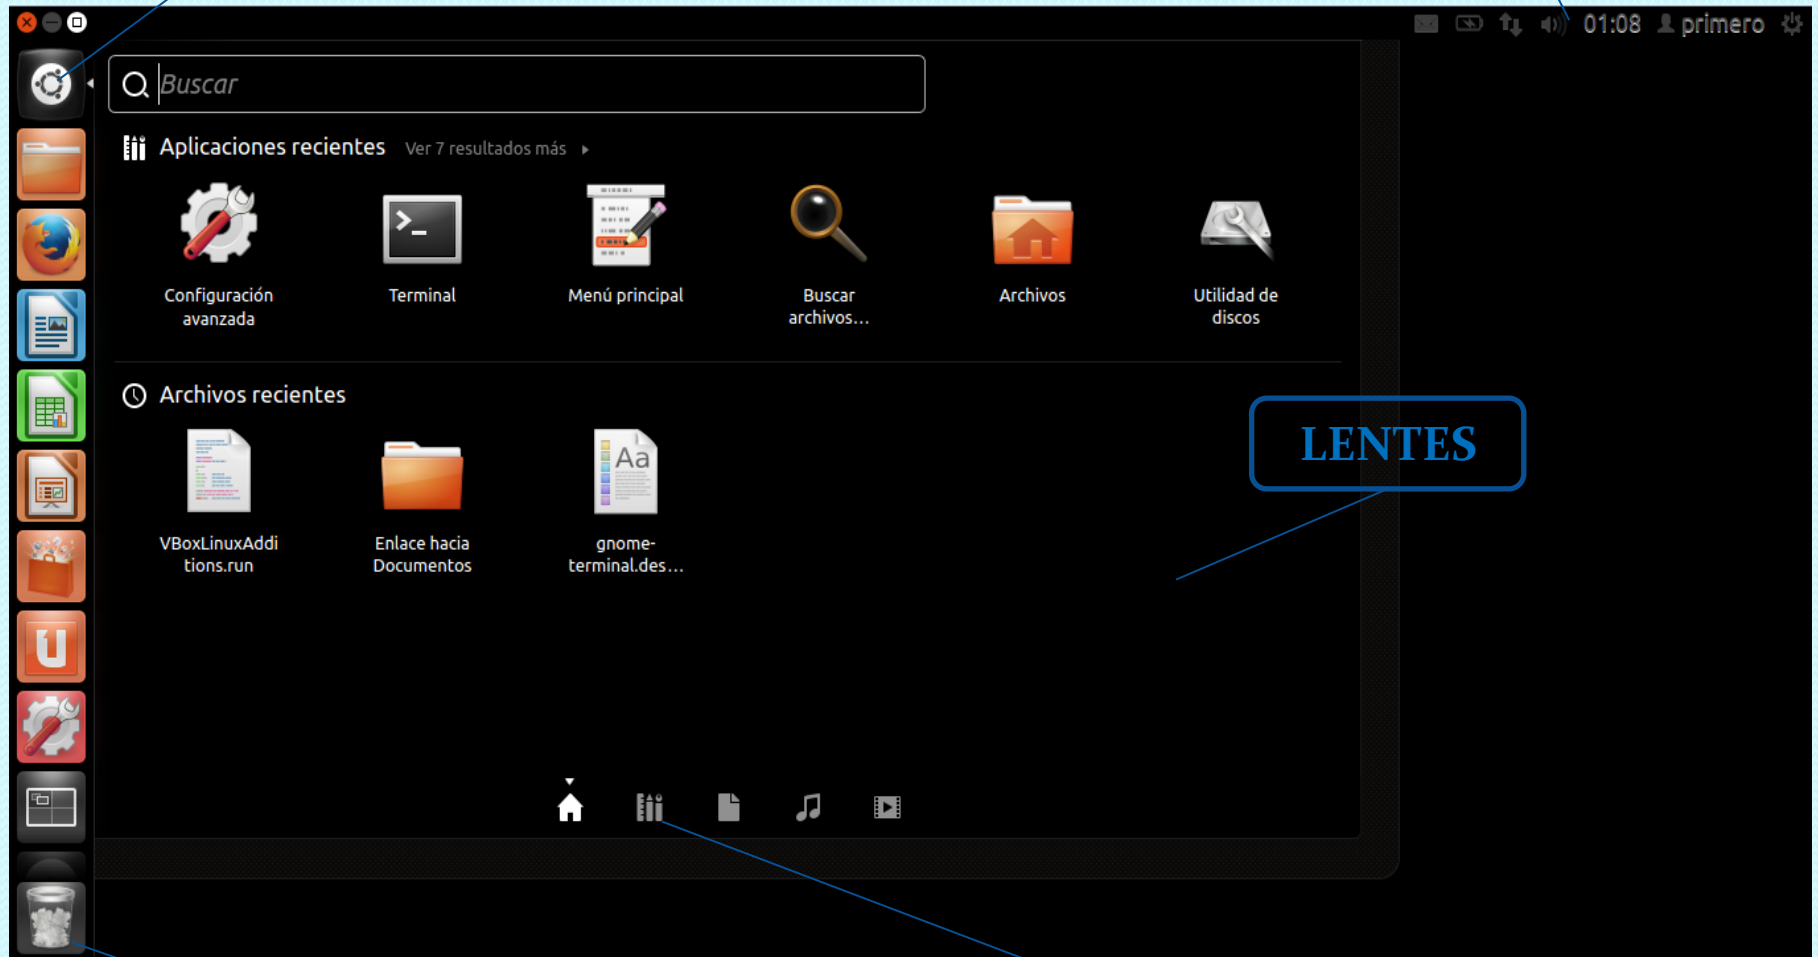 01:08 primero
Buscar
Aplicaciones recientes Ver 7 resultados más
Configuración
avanzada
Terminal
Menú principal
Buscar
archivos...
Archivos
Utilidad de
discos
Archivos recientes
LENTES
VBoxLinuxAddi
tions.run
Enlace hacia
Documentos
gnome-
terminal.des...